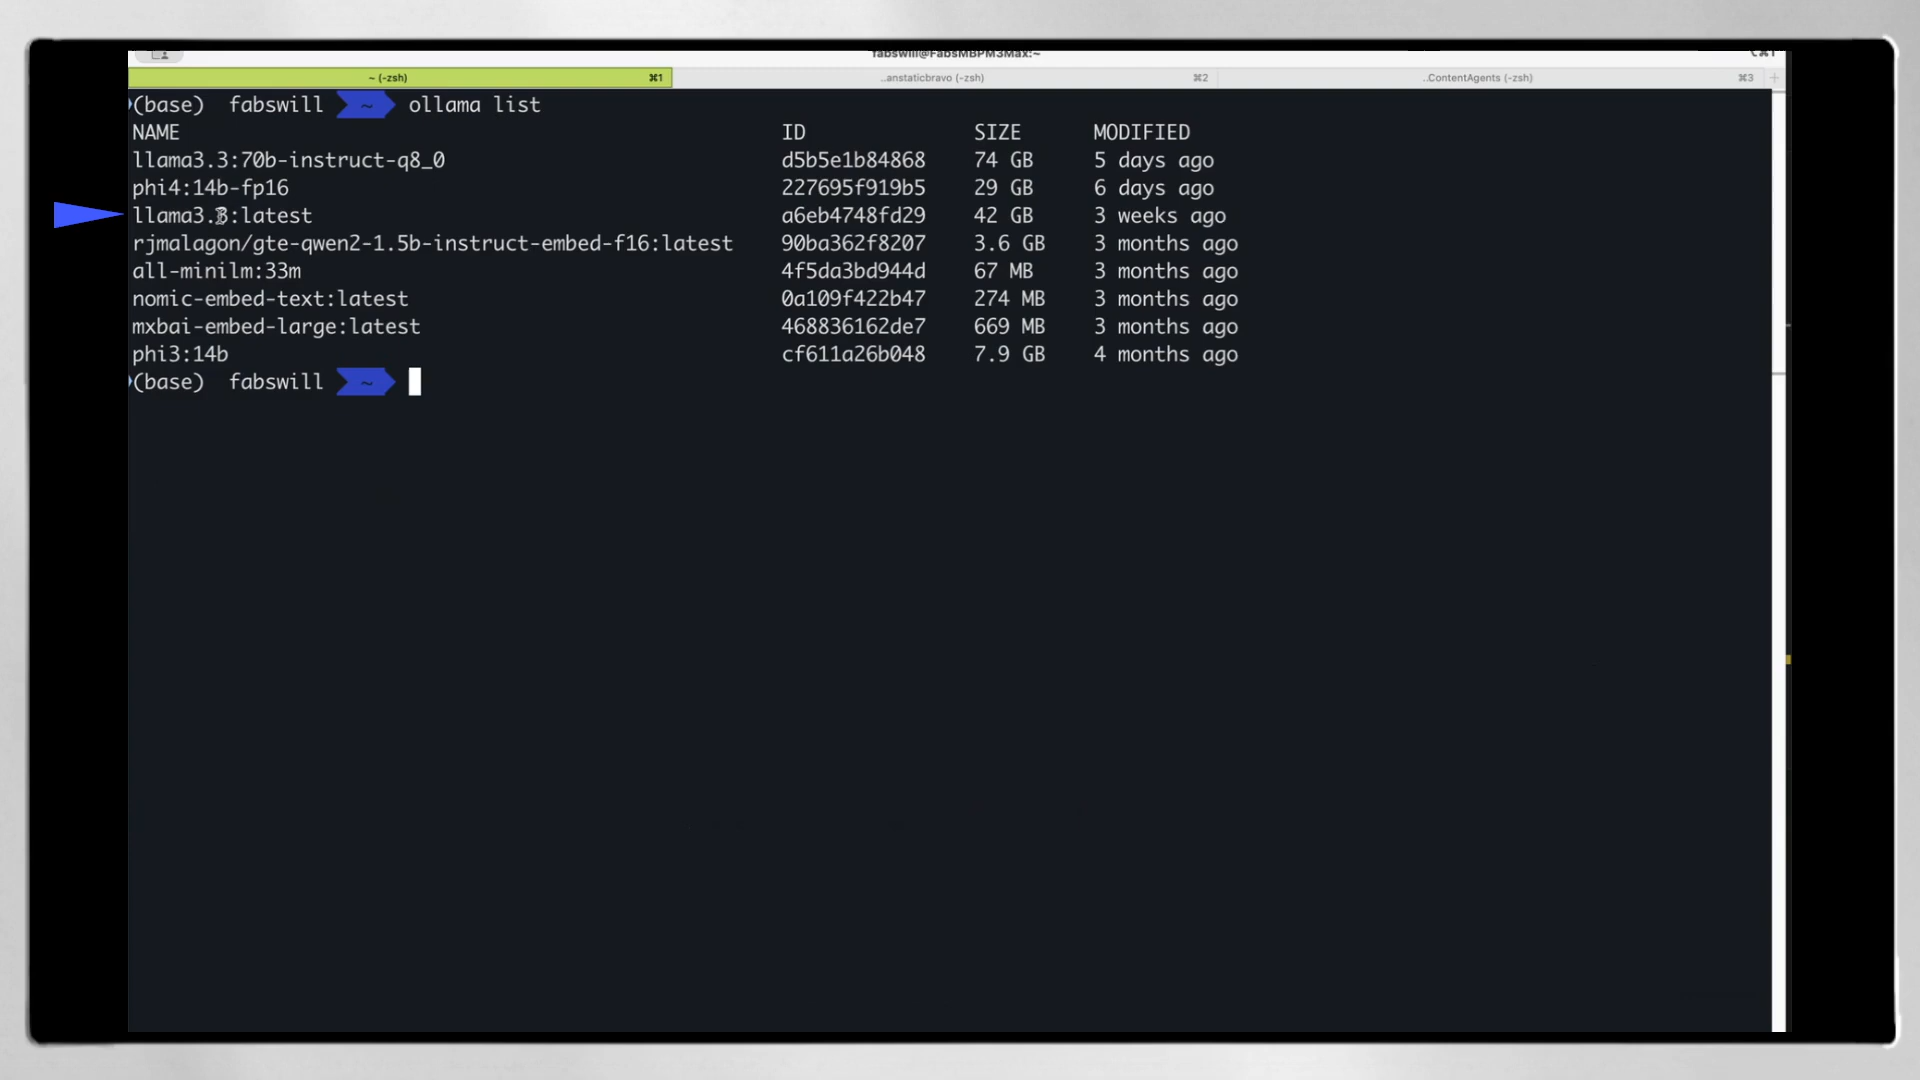 fabswill@FabsMBPM3Max:~
~ (-zsh) ⌘1 ..anstaticbravo (-zsh) ⌘2 ..ContentAgents (-zsh) ⌘3 +
(base) fabswill ~ ollama list
NAME ID SIZE MODIFIED
llama3.3:70b-instruct-q8_0 d5b5e1b84868 74 GB 5 days ago
phi4:14b-fp16 227695f919b5 29 GB 6 days ago
llama3.3:latest a6eb4748fd29 42 GB 3 weeks ago
rjmalagon/gte-qwen2-1.5b-instruct-embed-f16:latest 90ba362f8207 3.6 GB 3 months ago
all-minilm:33m 4f5da3bd944d 67 MB 3 months ago
nomic-embed-text:latest 0a109f422b47 274 MB 3 months ago
mxbai-embed-large:latest 468836162de7 669 MB 3 months ago
phi3:14b cf611a26b048 7.9 GB 4 months ago
(base) fabswill ~